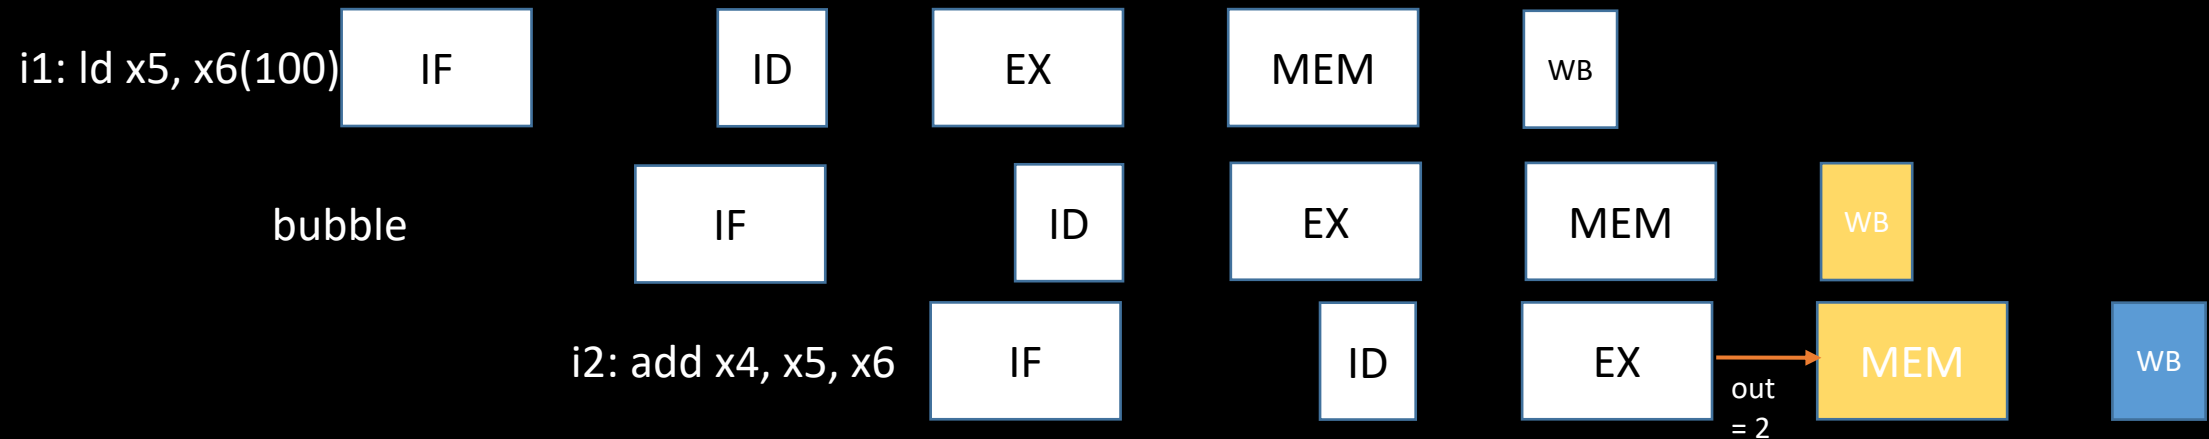 i1: ld x5, x6(100) IF ID EX MEM WB
bubble IF ID EX MEM WB
i2: add x4, x5, x6 IF ID EX MEM WB
out
= 2